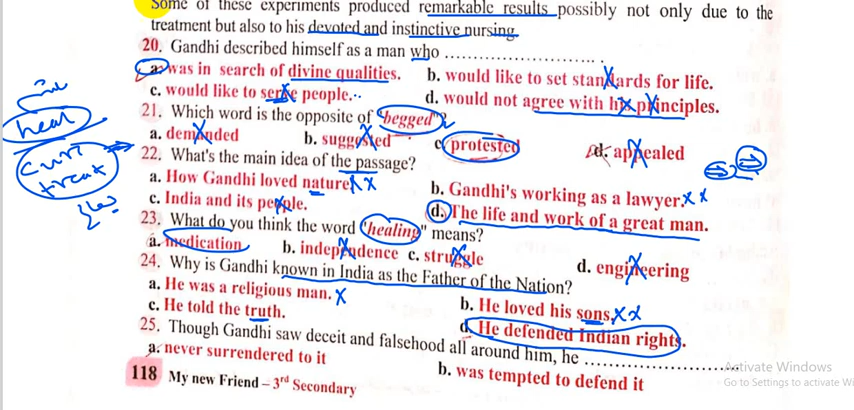 Some of these experiments produced remarkable results possibly not only due to the
treatment but also to his devoted and instinctive nursing.
20. Gandhi described himself as a man who ..............................
a. was in search of divine qualities. b. would like to set standards for life.
c. would like to serve people. d. would not agree with his principles.
21. Which word is the opposite of "begged"?
a. demanded b. suggested c. protested d. appealed
22. What's the main idea of the passage?
a. How Gandhi loved nature. b. Gandhi's working as a lawyer.
c. India and its people. d. The life and work of a great man.
23. What do you think the word "healing" means?
a. medication b. independence c. struggle d. engineering
24. Why is Gandhi known in India as the Father of the Nation?
a. He was a religious man. b. He loved his sons.
c. He told the truth. d. He defended Indian rights.
25. Though Gandhi saw deceit and falsehood all around him, he ..............................
a. never surrendered to it b. was tempted to defend it
118 My new Friend – 3rd Secondary
heal
cure
treat
Activate Windows
Go to Settings to activate Wi